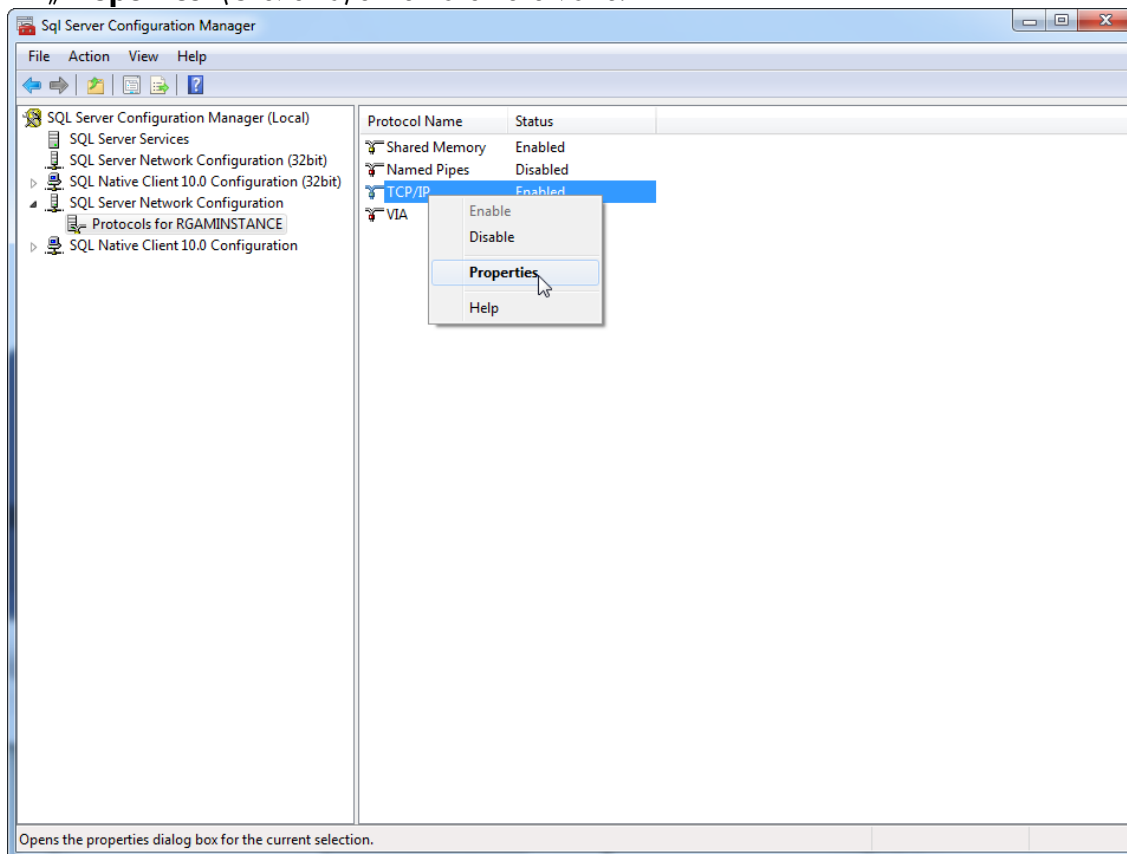 Sql Server Configuration Manager
File Action View Help
SQL Server Configuration Manager (Local)
SQL Server Services
SQL Server Network Configuration (32bit)
SQL Native Client 10.0 Configuration (32bit)
SQL Server Network Configuration
Protocols for RGAMINSTANCE
SQL Native Client 10.0 Configuration
Protocol Name Status
Shared Memory Enabled
Named Pipes Disabled
TCP/IP Enabled
VIA
Enable
Disable
Properties
Help
Opens the properties dialog box for the current selection.